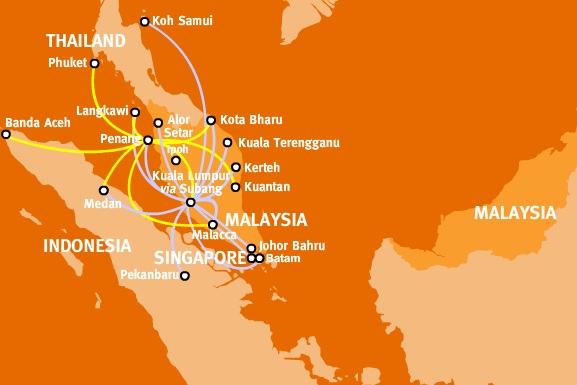 Koh Samui
THAILAND
Phuket
Langkawi
Alor
Setar
Kota Bharu
Banda Aceh
Penang
Kuala Terengganu
Ipoh
Kerteh
Kuala Lumpur
via Subang
Kuantan
Medan
MALAYSIA
MALAYSIA
Malacca
INDONESIA
Johor Bahru
SINGAPORE
Batam
Pekanbaru